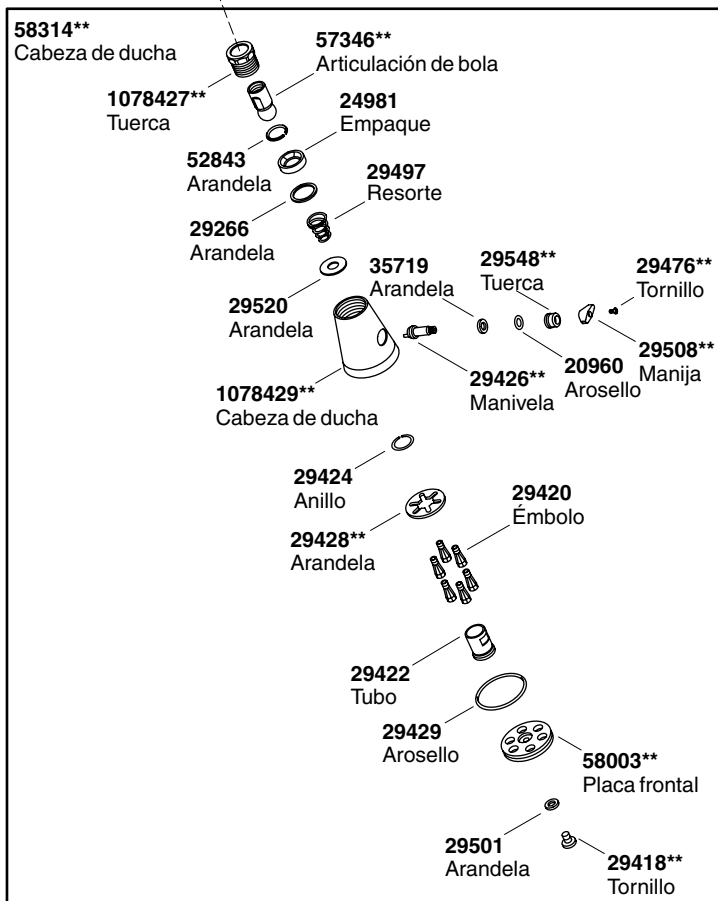 58314**
Cabeza de ducha
57346**
Articulación de bola
1078427**
Tuerca
24981
Empaque
52843
Arandela
29497
Resorte
29266
Arandela
29520
Arandela
35719
Arandela
29548**
Tuerca
29476**
Tornillo
29508**
Manija
20960
Arosello
29426**
Manivela
1078429**
Cabeza de ducha
29424
Anillo
29420
Émbolo
29428**
Arandela
29422
Tubo
29429
Arosello
58003**
Placa frontal
29501
Arandela
29418**
Tornillo